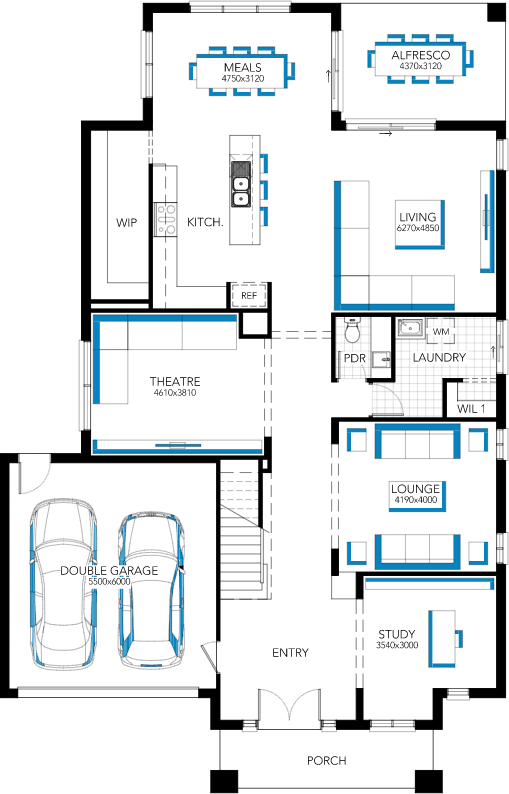 MEALS
4750x3120
ALFRESCO
4370x3120
WIP
KITCH.
LIVING
6270x4850
REF
PDR
WM
LAUNDRY
WIL 1
THEATRE
4610x3810
LOUNGE
4190x4000
DOUBLE GARAGE
5500x6000
STUDY
3540x3000
ENTRY
PORCH